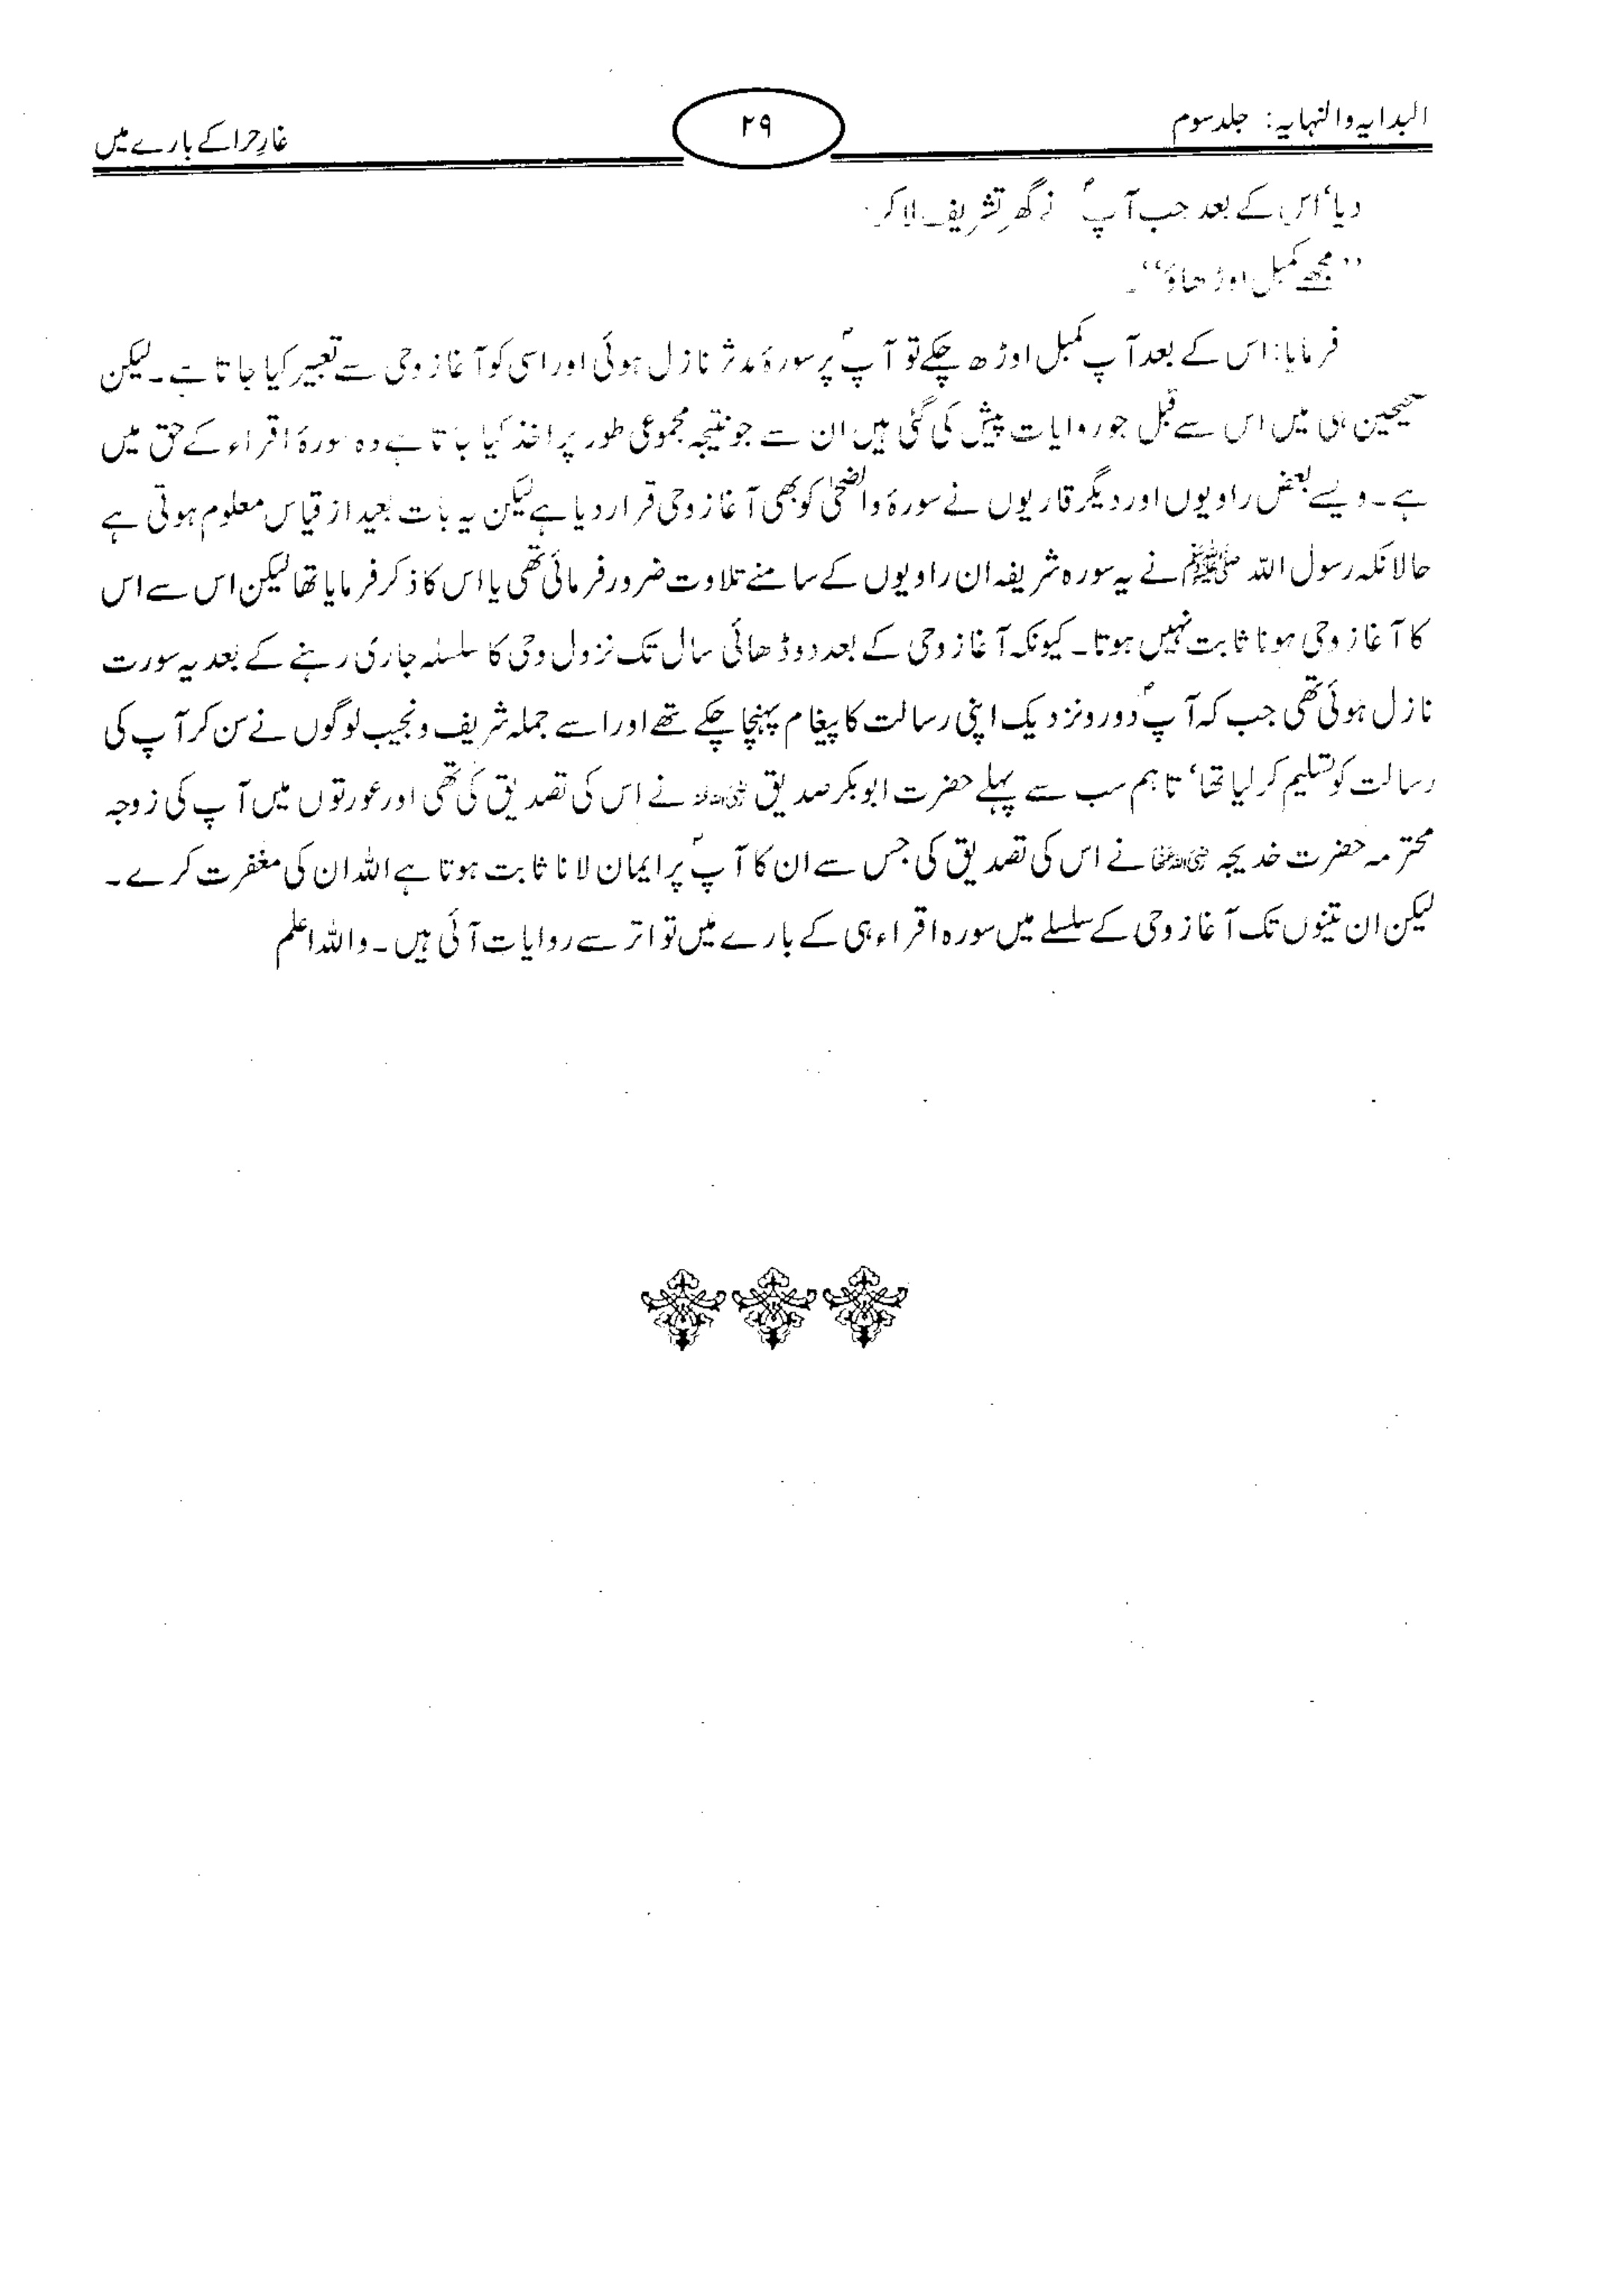 البدایہ والنہایہ: جلد سوم
۲۹
غارِ حرا کے بارے میں
دیا‘ اس کے بعد جب آپؐ نے گھر تشریف لا کر
’’مجھے کمبل اوڑھاؤ‘‘۔
فرمایا: اس کے بعد آپ کمبل اوڑھ چکے تو آپؐ پر سورۂ مدثر نازل ہوئی اور اسی کو آغاز وحی سے تعبیر کیا جاتا ہے۔ لیکن
صحیحین ہی میں اس سے قبل جو روایات پیش کی گئی ہیں ان سے جو نتیجہ مجموعی طور پر اخذ کیا جاتا ہے وہ سورۂ اقراء کے حق میں
ہے۔ ویسے بعض راویوں اور دیگر قاریوں نے سورۂ والضحیٰ کو بھی آغاز وحی قرار دیا ہے لیکن یہ بات بعید از قیاس معلوم ہوتی ہے
حالانکہ رسول اللہ ﷺ نے یہ سورہ شریفہ ان راویوں کے سامنے تلاوت ضرور فرمائی تھی یا اس کا ذکر فرمایا تھا لیکن اس سے اس
کا آغاز وحی ہونا ثابت نہیں ہوتا۔ کیونکہ آغاز وحی کے بعد دو ڈھائی سال تک نزول وحی کا سلسلہ جاری رہنے کے بعد یہ سورت
نازل ہوئی تھی جب کہ آپؐ دور و نزدیک اپنی رسالت کا پیغام پہنچا چکے تھے اور اسے جملہ شریف و نجیب لوگوں نے سن کر آپ کی
رسالت کو تسلیم کر لیا تھا‘ تاہم سب سے پہلے حضرت ابوبکر صدیق رضی اللہ عنہ نے اس کی تصدیق کی تھی اور عورتوں میں آپ کی زوجہ
محترمہ حضرت خدیجہ رضی اللہ عنہا نے اس کی تصدیق کی جس سے ان کا آپؐ پر ایمان لانا ثابت ہوتا ہے اللہ ان کی مغفرت کرے۔
لیکن ان تینوں تک آغاز وحی کے سلسلے میں سورہ اقراء ہی کے بارے میں تواتر سے روایات آئی ہیں۔ واللہ اعلم